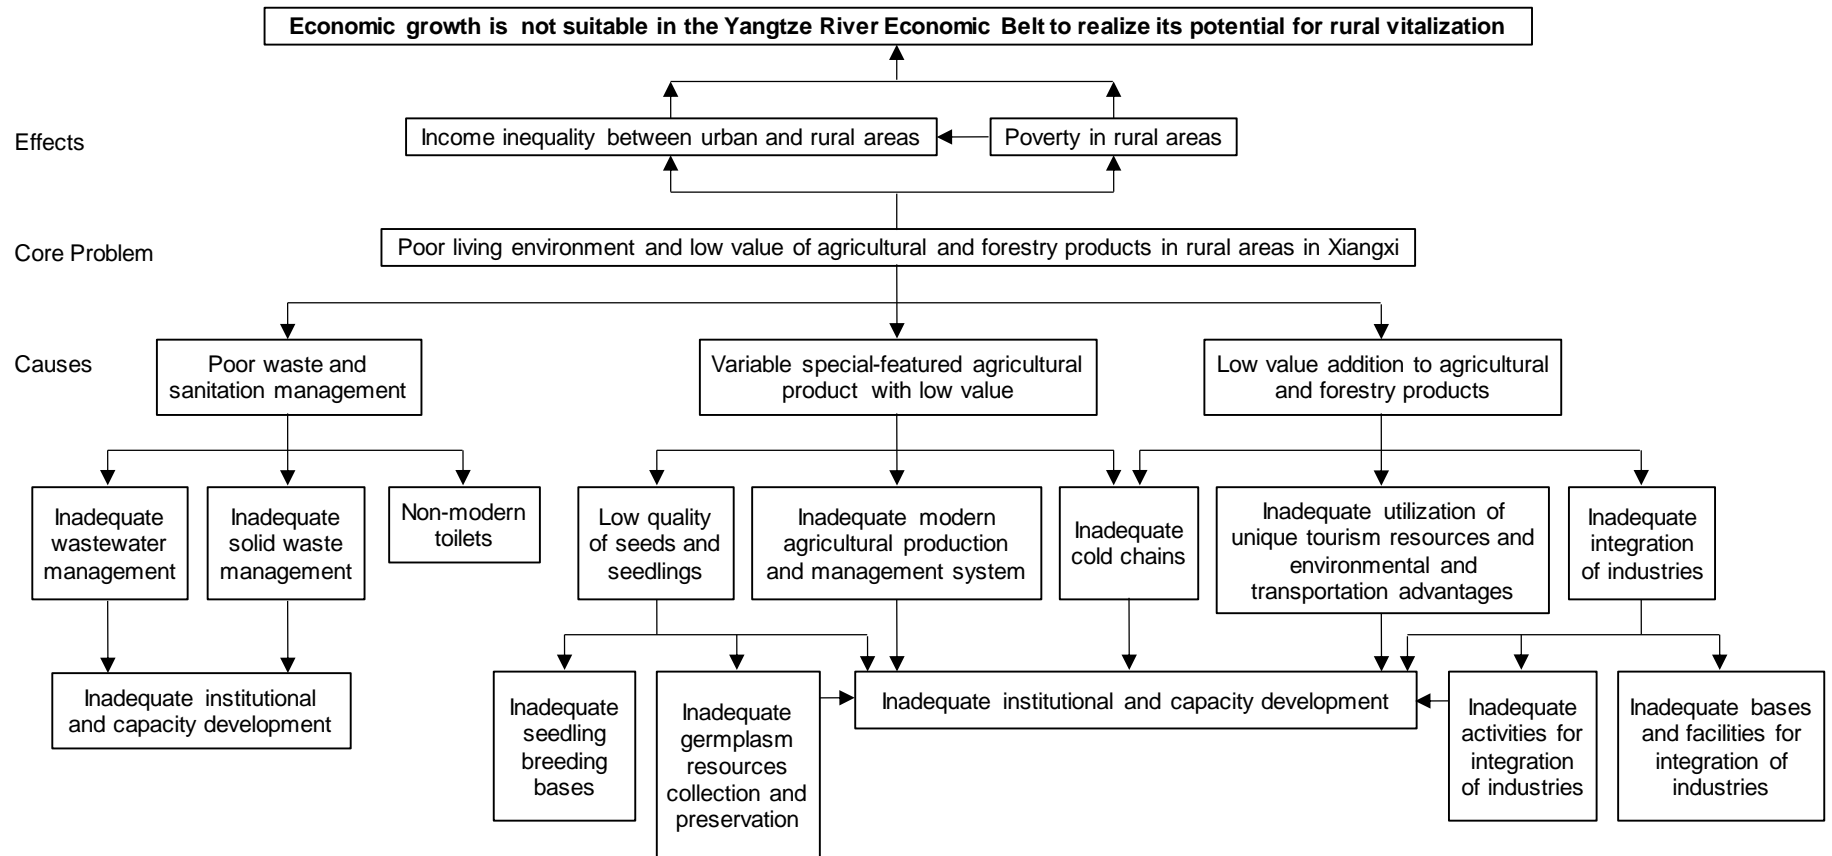 Economic growth is not suitable in the Yangtze River Economic Belt to realize its potential for rural vitalization
Effects
Income inequality between urban and rural areas
Poverty in rural areas
Core Problem
Poor living environment and low value of agricultural and forestry products in rural areas in Xiangxi
Causes
Poor waste and
sanitation management
Variable special-featured agricultural
product with low value
Low value addition to agricultural
and forestry products
Inadequate
wastewater
management
Inadequate
solid waste
management
Non-modern
toilets
Low quality
of seeds and
seedlings
Inadequate modern
agricultural production
and management system
Inadequate
cold chains
Inadequate utilization of
unique tourism resources and
environmental and
transportation advantages
Inadequate
integration
of industries
Inadequate institutional
and capacity development
Inadequate
seedling
breeding
bases
Inadequate
germplasm
resources
collection and
preservation
Inadequate institutional and capacity development
Inadequate
activities for
integration
of industries
Inadequate bases
and facilities for
integration of
industries